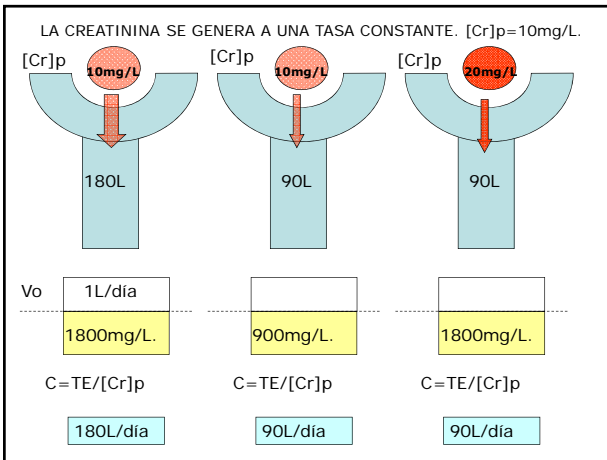 LA CREATININA SE GENERA A UNA TASA CONSTANTE. [Cr]p=10mg/L.
[Cr]p 10mg/L [Cr]p 10mg/L [Cr]p 20mg/L
180L 90L 90L
Vo 1L/día
1800mg/L. 900mg/L. 1800mg/L.
C=TE/[Cr]p C=TE/[Cr]p C=TE/[Cr]p
180L/día 90L/día 90L/día